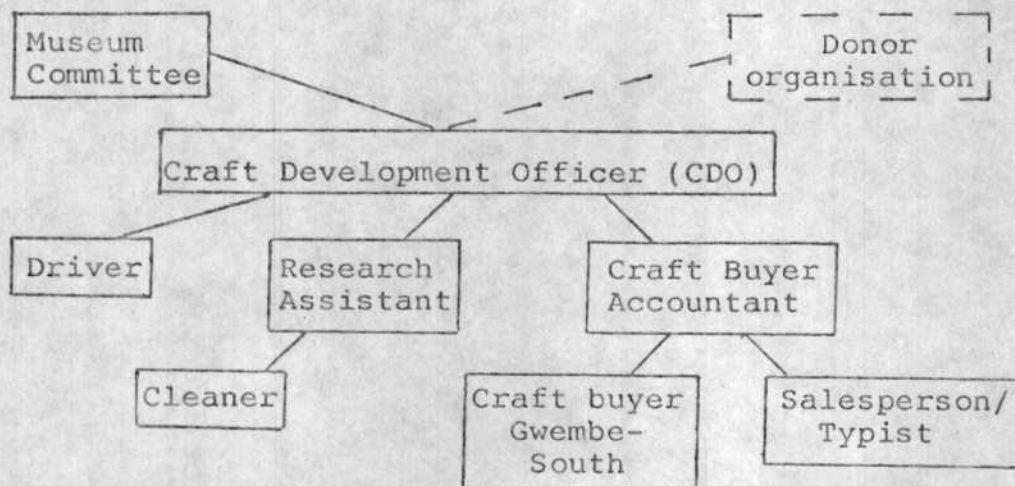 Museum
Committee
Donor
organisation
Craft Development Officer (CDO)
Driver
Research
Assistant
Craft Buyer
Accountant
Cleaner
Craft buyer
Gwembe-
South
Salesperson/
Typist